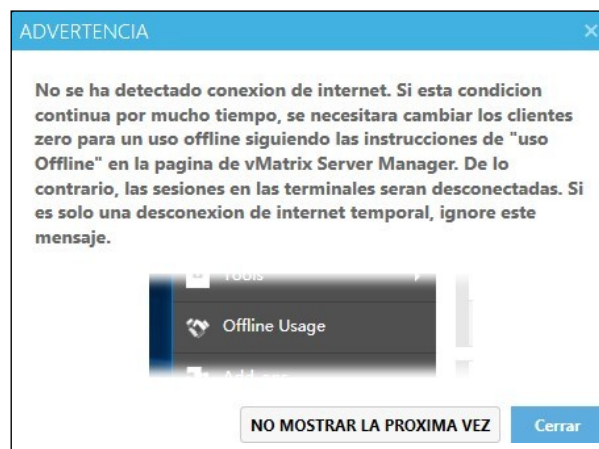 ADVERTENCIA
No se ha detectado conexion de internet. Si esta condicion
continua por mucho tiempo, se necesitara cambiar los clientes
zero para un uso offline siguiendo las instrucciones de "uso
Offline" en la pagina de vMatrix Server Manager. De lo
contrario, las sesiones en las terminales seran desconectadas. Si
es solo una desconexion de internet temporal, ignore este
mensaje.
Tools
Offline Usage
Add-ons
NO MOSTRAR LA PROXIMA VEZ
Cerrar